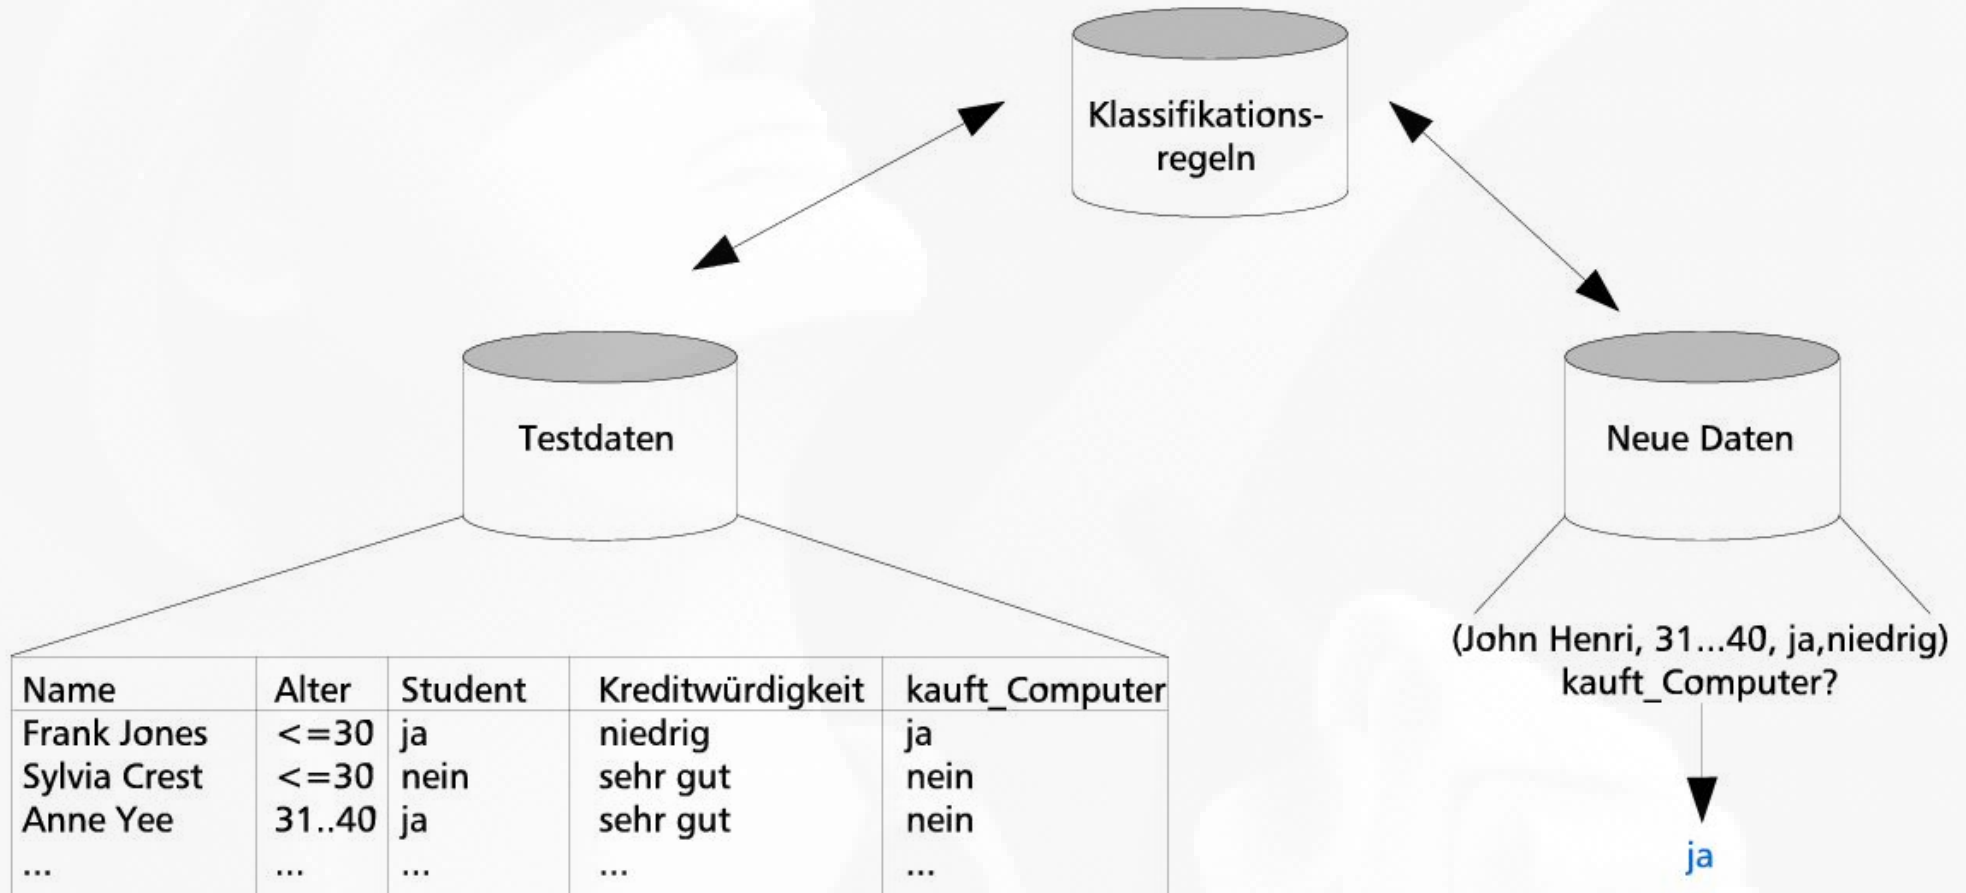 Klassifikations-
regeln
Testdaten
Neue Daten
(John Henri, 31...40, ja,niedrig)
kauft_Computer?
ja
Name Alter Student Kreditwürdigkeit kauft_Computer
Frank Jones <=30 ja niedrig ja
Sylvia Crest <=30 nein sehr gut nein
Anne Yee 31..40 ja sehr gut nein
... ... ... ... ...